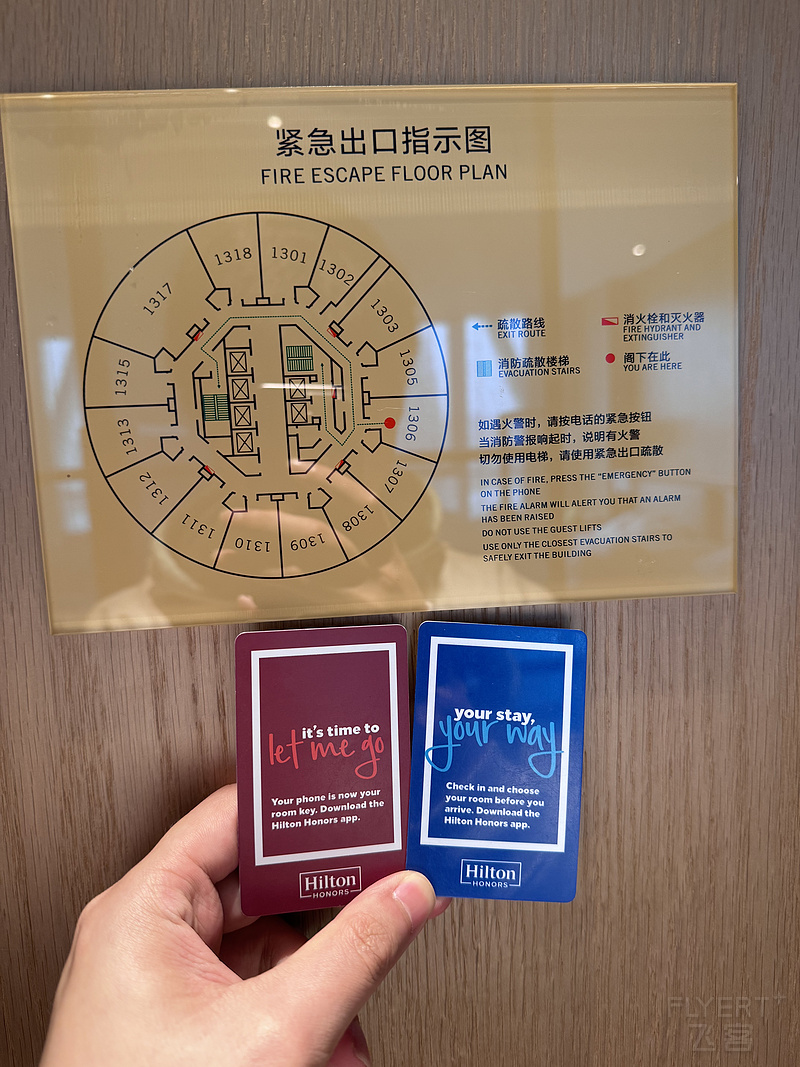 紧急出口指示图
FIRE ESCAPE FLOOR PLAN
1318
1301
1302
1303
1305
1306
1307
1308
1309
1310
1311
1312
1313
1315
1317
疏散路线
EXIT ROUTE
消火栓和灭火器
FIRE HYDRANT AND
EXTINGUISHER
消防疏散楼梯
EVACUATION STAIRS
阁下在此
YOU ARE HERE
如遇火警时，请按电话的紧急按钮
当消防警报响起时，说明有火警
切勿使用电梯，请使用紧急出口疏散
IN CASE OF FIRE, PRESS THE "EMERGENCY" BUTTON
ON THE PHONE
THE FIRE ALARM WILL ALERT YOU THAT AN ALARM
HAS BEEN RAISED
DO NOT USE THE GUEST LIFTS
USE ONLY THE CLOSEST EVACUATION STAIRS TO
SAFELY EXIT THE BUILDING
it's time to
let me go
Your phone is now your
room key. Download the
Hilton Honors app.
Hilton
HONORS
your stay,
your way
Check in and choose
your room before you
arrive. Download the
Hilton Honors app.
Hilton
HONORS
FLYERT+
飞客